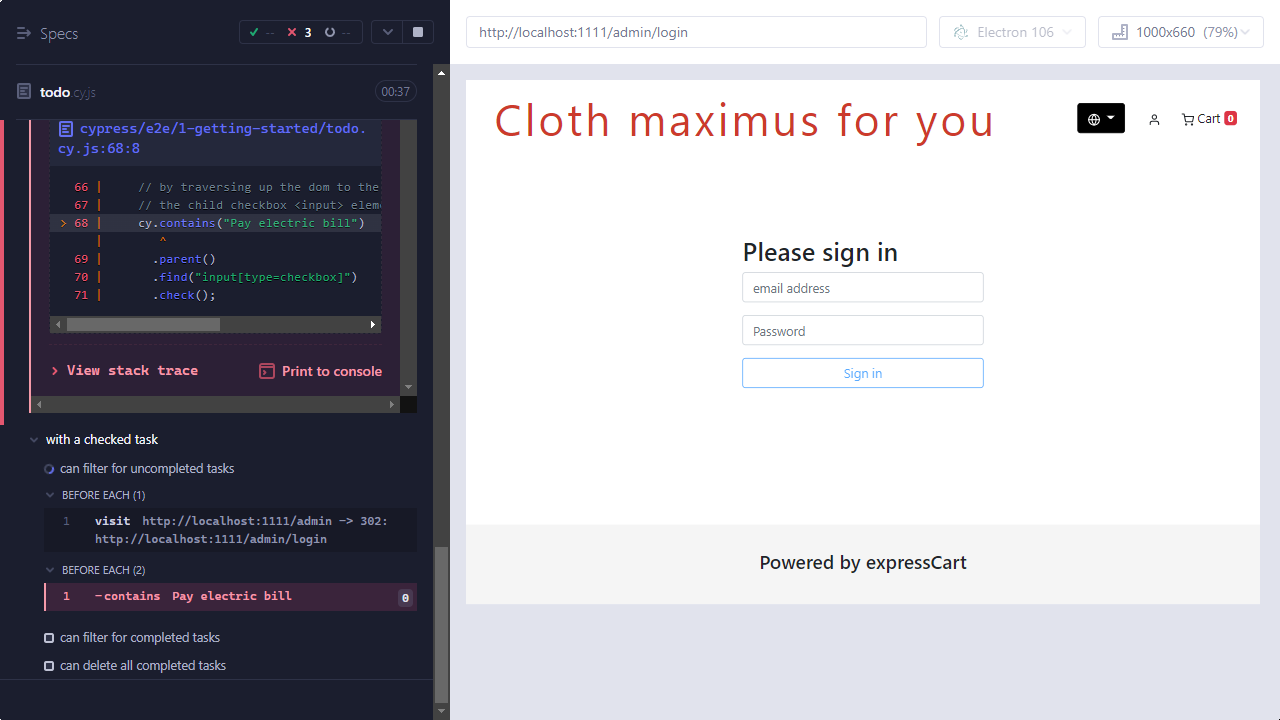 Specs
-- 3 --
todo.cy.js 00:37
cypress/e2e/1-getting-started/todo.
cy.js:68:8
66 | // by traversing up the dom to the
67 | // the child checkbox <input> elem
> 68 | cy.contains("Pay electric bill")
| ^
69 | .parent()
70 | .find("input[type=checkbox]")
71 | .check();
> View stack trace
Print to console
with a checked task
can filter for uncompleted tasks
BEFORE EACH (1)
1 visit http://localhost:1111/admin -> 302:
http://localhost:1111/admin/login
BEFORE EACH (2)
1 -contains Pay electric bill 0
can filter for completed tasks
can delete all completed tasks
http://localhost:1111/admin/login
Electron 106
1000x660 (79%)
Cloth maximus for you
Cart 0
Please sign in
email address
Password
Sign in
Powered by expressCart